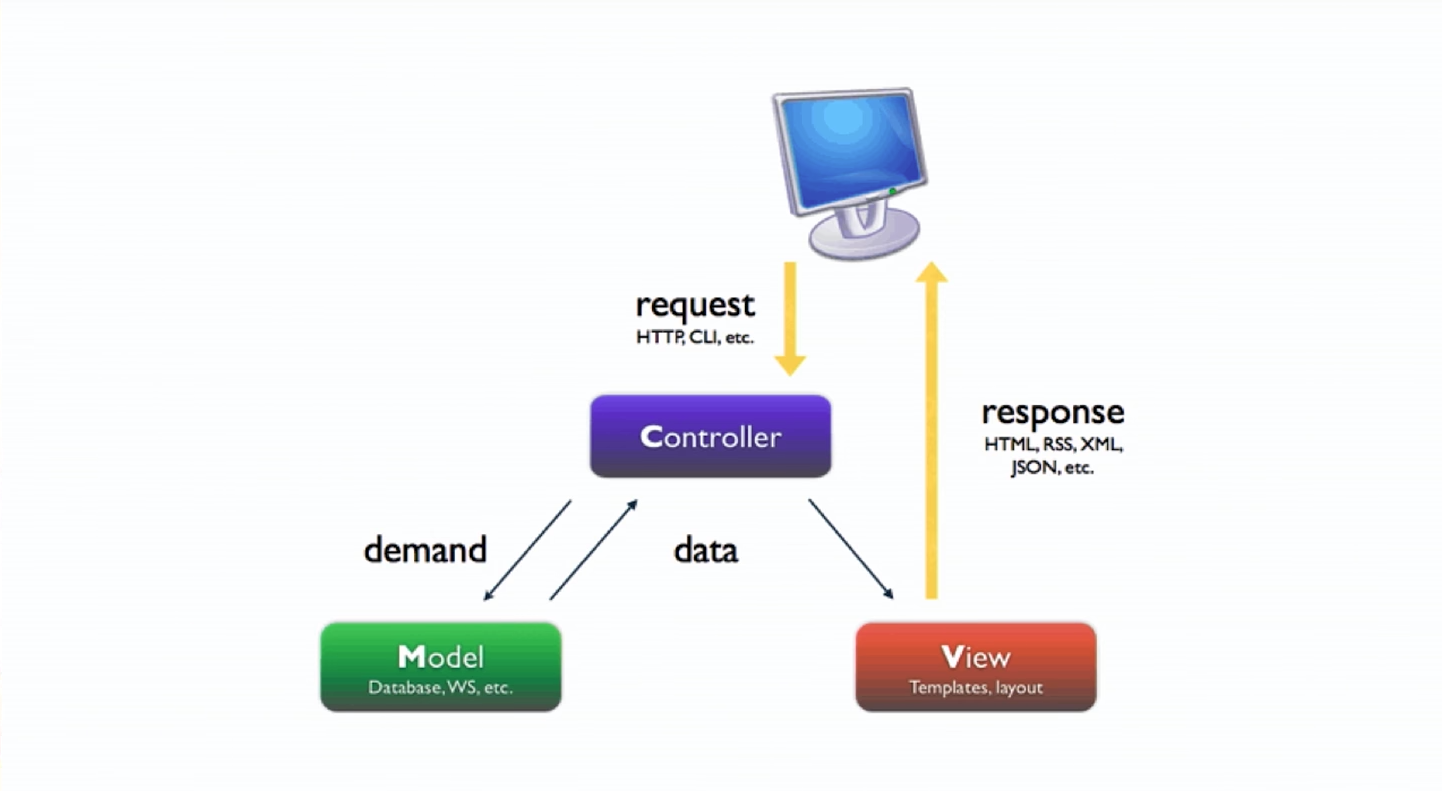 request
HTTP, CLI, etc.
Controller
response
HTML, RSS, XML,
JSON, etc.
demand
data
Model
Database, WS, etc.
View
Templates, layout